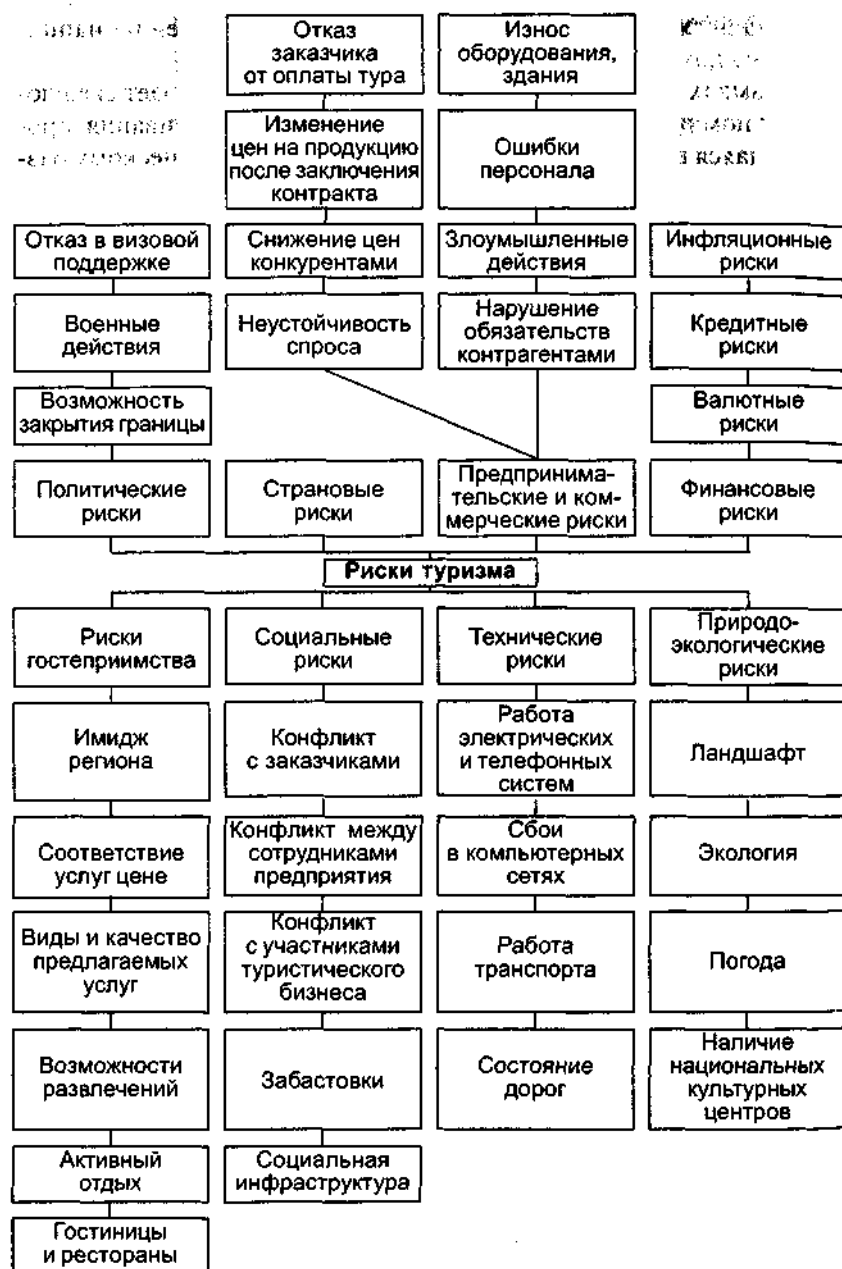 Отказ
заказчика
от оплаты тура
Износ
оборудования,
здания
Изменение
цен на продукцию
после заключения
контракта
Ошибки
персонала
Отказ в визовой
поддержке
Снижение цен
конкурентами
Злоумышленные
действия
Инфляционные
риски
Военные
действия
Неустойчивость
спроса
Нарушение
обязательств
контрагентами
Кредитные
риски
Возможность
закрытия границы
Валютные
риски
Политические
риски
Страновые
риски
Предпринима-
тельские и ком-
мерческие риски
Финансовые
риски
Риски туризма
Риски
гостеприимства
Социальные
риски
Технические
риски
Природо-
экологические
риски
Имидж
региона
Конфликт
с заказчиками
Работа
электрических
и телефонных
систем
Ландшафт
Соответствие
услуг цене
Конфликт между
сотрудниками
предприятия
Сбои
в компьютерных
сетях
Экология
Виды и качество
предлагаемых
услуг
Конфликт
с участниками
туристического
бизнеса
Работа
транспорта
Погода
Возможности
развлечений
Забастовки
Состояние
дорог
Наличие
национальных
культурных
центров
Активный
отдых
Социальная
инфраструктура
Гостиницы
и рестораны